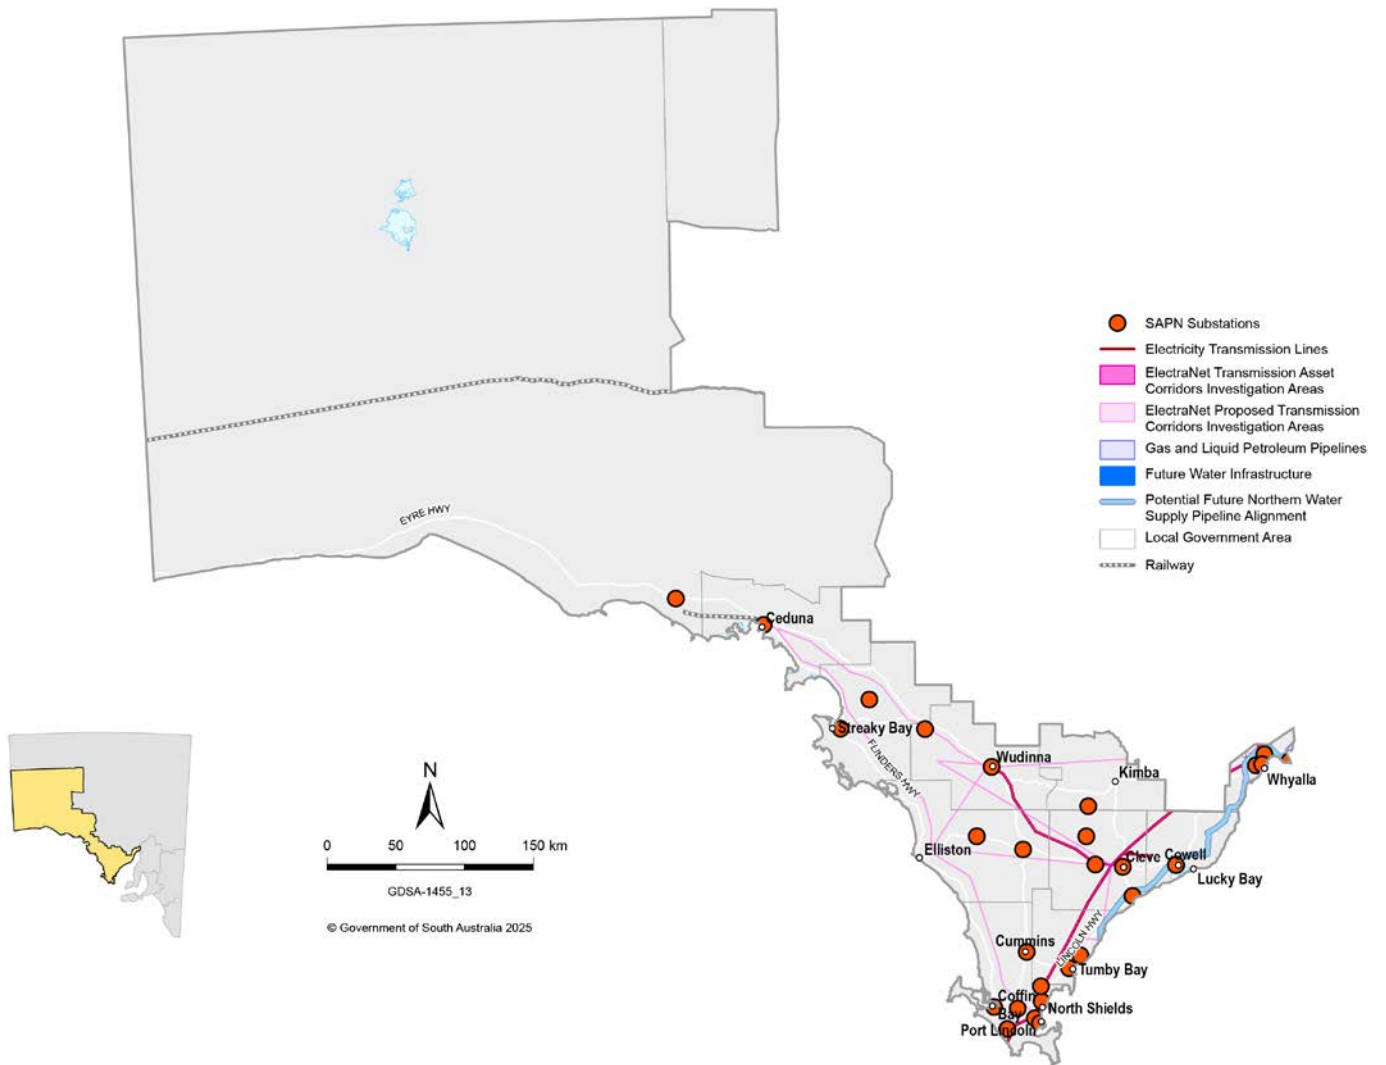 SAPN Substations
Electricity Transmission Lines
ElectraNet Transmission Asset
Corridors Investigation Areas
ElectraNet Proposed Transmission
Corridors Investigation Areas
Gas and Liquid Petroleum Pipelines
Future Water Infrastructure
Potential Future Northern Water
Supply Pipeline Alignment
Local Government Area
Railway
EYRE HWY
Ceduna
Streaky Bay
FLINDERS HWY
Wudinna
Kimba
Whyalla
Elliston
Cleve
Cowell
Lucky Bay
LINCOLN HWY
Cummins
Tumby Bay
Coffin
Bay
North Shields
Port Lincoln
N
0 50 100 150 km
GDSA-1455_13
© Government of South Australia 2025